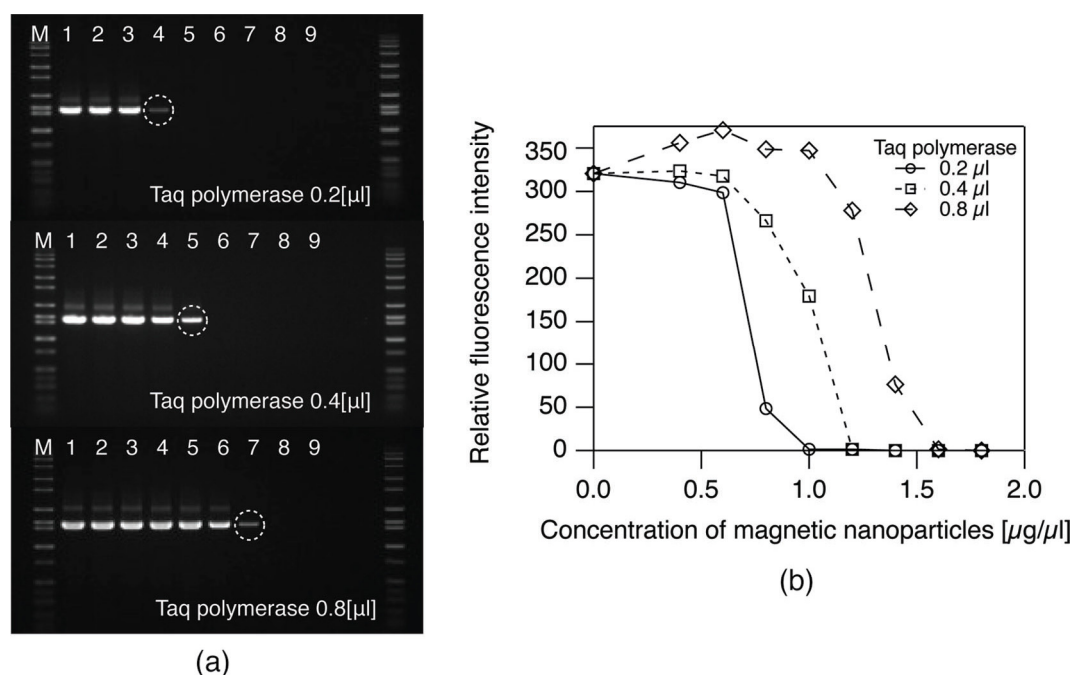 M 1 2 3 4 5 6 7 8 9
Taq polymerase 0.2[µl]
M 1 2 3 4 5 6 7 8 9
Taq polymerase 0.4[µl]
M 1 2 3 4 5 6 7 8 9
Taq polymerase 0.8[µl]
(a)
Relative fluorescence intensity
350
300
250
200
150
100
50
0
0.0 0.5 1.0 1.5 2.0
Concentration of magnetic nanoparticles [µg/µl]
Taq polymerase
0.2 µl
0.4 µl
0.8 µl
(b)